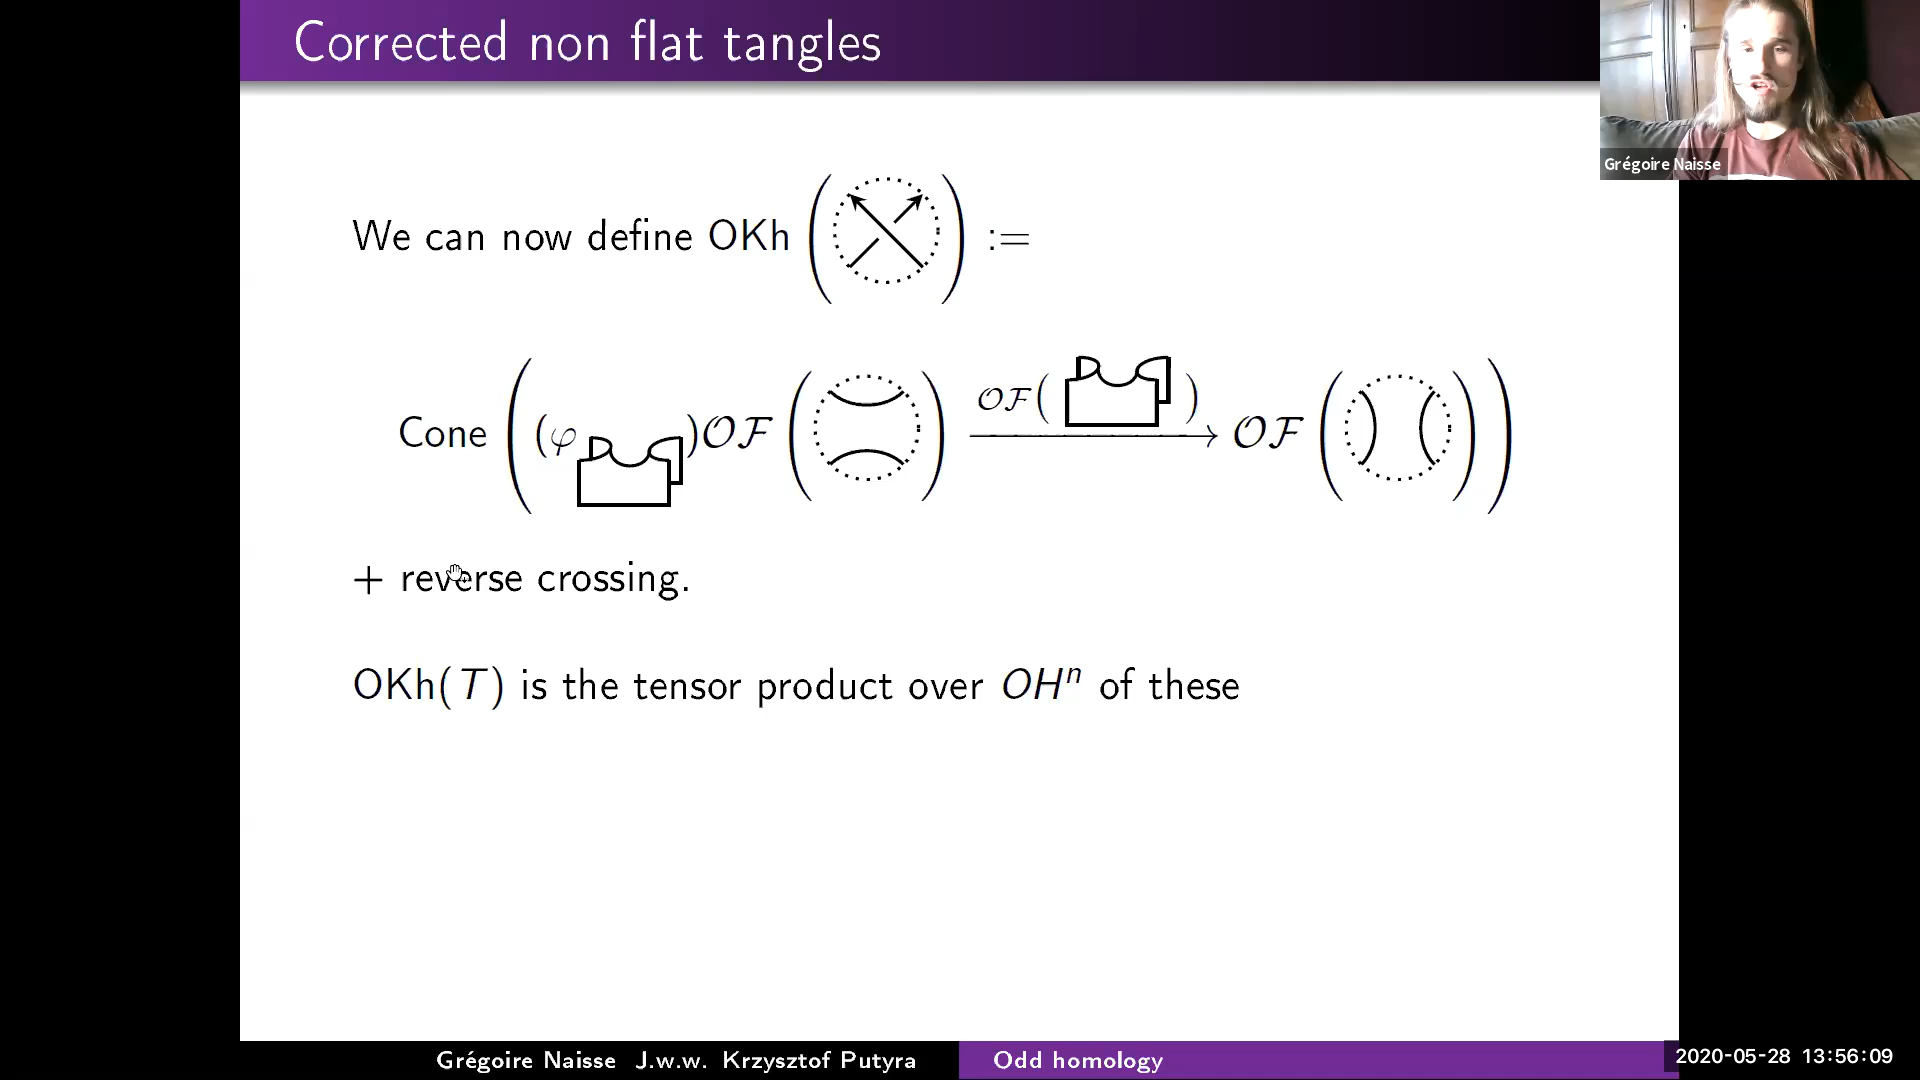 Corrected non flat tangles
Grégoire Naisse
We can now define OKh ( ) :=
Cone ( (φ )OF ( ) OF( ) OF ( ) )
+ reverse crossing.
OKh(T) is the tensor product over OHⁿ of these
Grégoire Naisse J.w.w. Krzysztof Putyra
Odd homology
2020-05-28 13:56:09